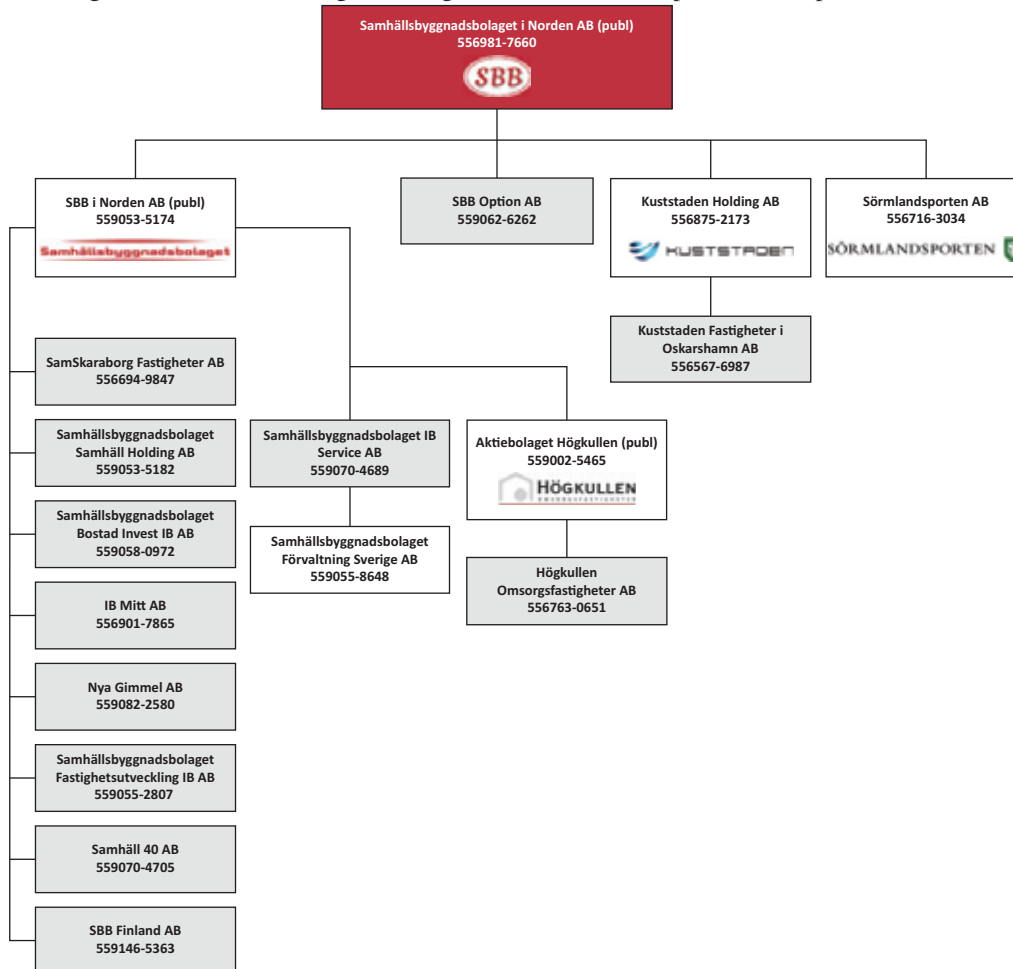 Samhällsbyggnadsbolaget i Norden AB (publ)
556981-7660
SBB
SBB i Norden AB (publ)
559053-5174
Samhällsbyggnadsbolaget
SBB Option AB
559062-6262
Kuststaden Holding AB
556875-2173
KUSTSTADEN
Sörmlandsporten AB
556716-3034
SÖRMLANDSPORTEN
Kuststaden Fastigheter i
Oskarshamn AB
556567-6987
SamSkaraborg Fastigheter AB
556694-9847
Samhällsbyggnadsbolaget
Samhäll Holding AB
559053-5182
Samhällsbyggnadsbolaget IB
Service AB
559070-4689
Aktiebolaget Högkullen (publ)
559002-5465
HÖGKULLEN
OMSORGSFASTIGHETER
Samhällsbyggnadsbolaget
Bostad Invest IB AB
559058-0972
Samhällsbyggnadsbolaget
Förvaltning Sverige AB
559055-8648
Högkullen
Omsorgsfastigheter AB
556763-0651
IB Mitt AB
556901-7865
Nya Gimmel AB
559082-2580
Samhällsbyggnadsbolaget
Fastighetsutveckling IB AB
559055-2807
Samhäll 40 AB
559070-4705
SBB Finland AB
559146-5363